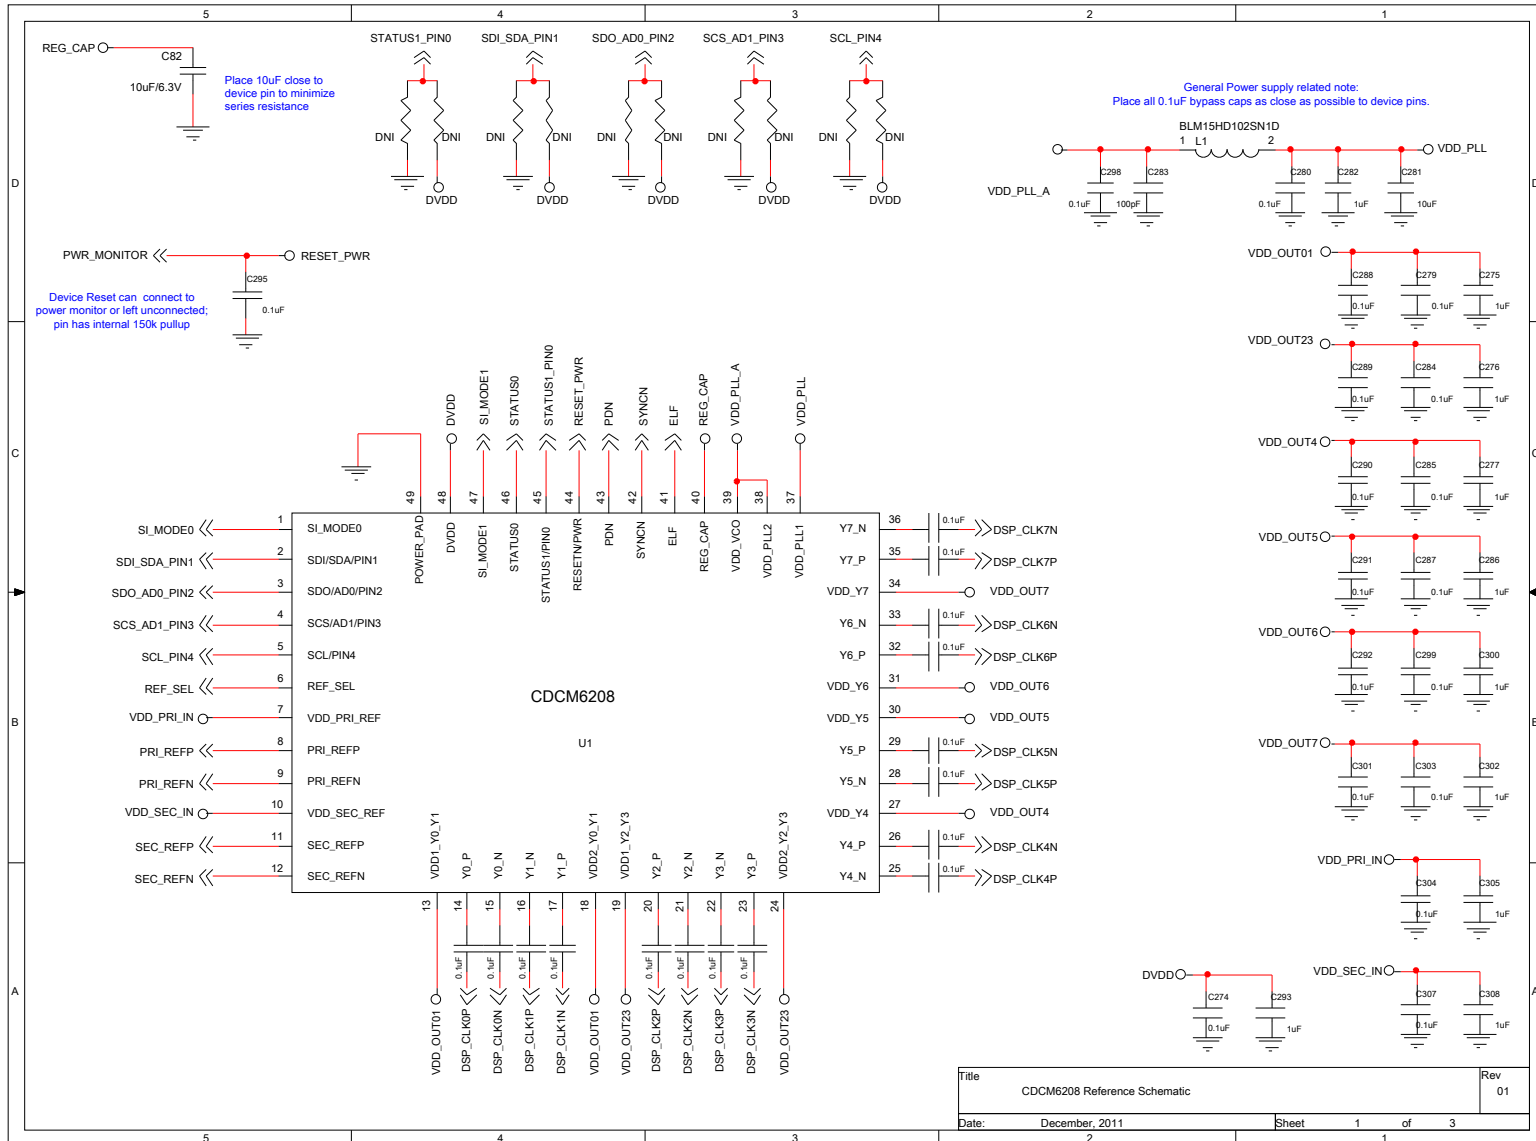 5 4 3 2 1
REG_CAP
C82
10uF/6.3V
Place 10uF close to
device pin to minimize
series resistance
STATUS1_PIN0 SDI_SDA_PIN1 SDO_AD0_PIN2 SCS_AD1_PIN3 SCL_PIN4
DNI DNI DNI DNI DNI DNI DNI DNI DNI DNI
DVDD DVDD DVDD DVDD DVDD
General Power supply related note:
Place all 0.1uF bypass caps as close as possible to device pins.
BLM15HD102SN1D
1 L1 2
VDD_PLL
VDD_PLL_A
C298 C283 C280 C282 C281
0.1uF 100pF 0.1uF 1uF 10uF
D D
PWR_MONITOR
RESET_PWR
C295
0.1uF
Device Reset can connect to
power monitor or left unconnected;
pin has internal 150k pullup
VDD_OUT01
C288 C279 C275
0.1uF 0.1uF 1uF
VDD_OUT23
C289 C284 C276
0.1uF 0.1uF 1uF
VDD_OUT4
C290 C285 C277
0.1uF 0.1uF 1uF
VDD_OUT5
C291 C287 C286
0.1uF 0.1uF 0.1uF
VDD_OUT6
C292 C299 C300
0.1uF 0.1uF 1uF
VDD_OUT7
C301 C303 C302
0.1uF 0.1uF 1uF
VDD_PRI_IN
C304 C305
0.1uF 1uF
VDD_SEC_IN
C307 C308
0.1uF 1uF
DVDD
C274 C293
0.1uF 1uF
C C
DVDD SI_MODE1 STATUS0 STATUS1_PIN0 RESET_PWR PDN SYNCN ELF REG_CAP VDD_PLL_A VDD_PLL
49 48 47 46 45 44 43 42 41 40 39 38 37
POWER_PAD DVDD SI_MODE1 STATUS0 STATUS1/PIN0 RESETN/PWR PDN SYNCN ELF REG_CAP VDD_VCO VDD_PLL2 VDD_PLL1
SI_MODE0 1 SI_MODE0
SDI_SDA_PIN1 2 SDI/SDA/PIN1
SDO_AD0_PIN2 3 SDO/AD0/PIN2
SCS_AD1_PIN3 4 SCS/AD1/PIN3
SCL_PIN4 5 SCL/PIN4
REF_SEL 6 REF_SEL
VDD_PRI_IN 7 VDD_PRI_REF
PRI_REFP 8 PRI_REFP
PRI_REFN 9 PRI_REFN
VDD_SEC_IN 10 VDD_SEC_REF
SEC_REFP 11 SEC_REFP
SEC_REFN 12 SEC_REFN
CDCM6208
U1
B B
Y7_N 36 0.1uF DSP_CLK7N
Y7_P 35 0.1uF DSP_CLK7P
VDD_Y7 34 VDD_OUT7
Y6_N 33 0.1uF DSP_CLK6N
Y6_P 32 0.1uF DSP_CLK6P
VDD_Y6 31 VDD_OUT6
VDD_Y5 30 VDD_OUT5
Y5_P 29 0.1uF DSP_CLK5N
Y5_N 28 0.1uF DSP_CLK5P
VDD_Y4 27 VDD_OUT4
Y4_P 26 0.1uF DSP_CLK4N
Y4_N 25 0.1uF DSP_CLK4P
VDD1_Y0_Y1 Y0_P Y0_N Y1_N Y1_P VDD2_Y0_Y1 VDD1_Y2_Y3 Y2_P Y2_N Y3_N Y3_P VDD2_Y2_Y3
13 14 15 16 17 18 19 20 21 22 23 24
0.1uF 0.1uF 0.1uF 0.1uF 0.1uF 0.1uF 0.1uF 0.1uF
VDD_OUT01 DSP_CLK0P DSP_CLK0N DSP_CLK1P DSP_CLK1N VDD_OUT01 VDD_OUT23 DSP_CLK2P DSP_CLK2N DSP_CLK3P DSP_CLK3N VDD_OUT23
A A
Title
CDCM6208 Reference Schematic
Rev
01
Date: December, 2011 Sheet 1 of 3
5 4 3 2 1